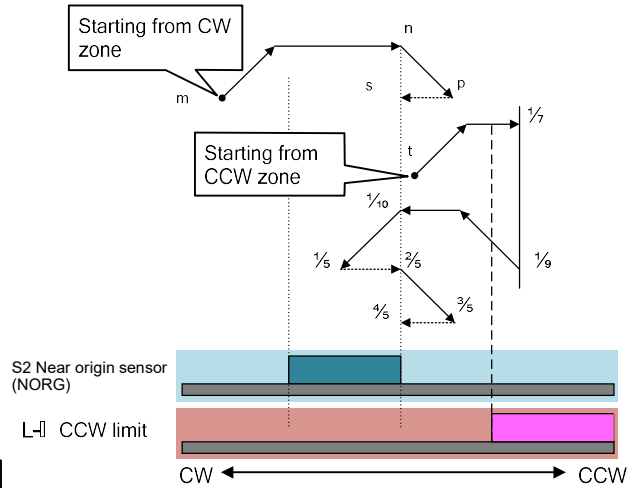 Starting from CW
zone
n
m
s
p
⅐
t
Starting from
CCW zone
⅒
⅕
⅖
⅑
⅘
⅗
S2 Near origin sensor
(NORG)
CCW limit
CW
CCW